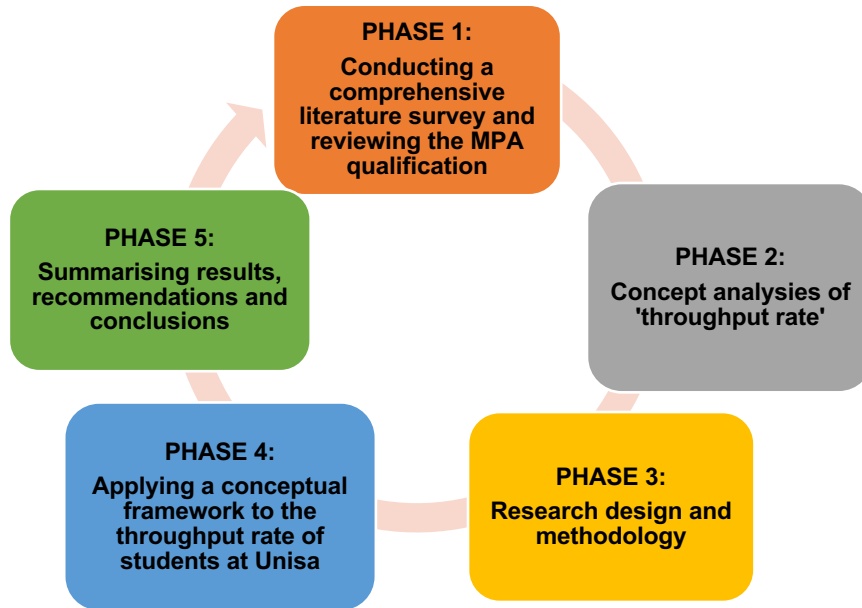 PHASE 1:
Conducting a
comprehensive
literature survey and
reviewing the MPA
qualification
PHASE 2:
Concept analyses of
'throughput rate'
PHASE 3:
Research design and
methodology
PHASE 4:
Applying a conceptual
framework to the
throughput rate of
students at Unisa
PHASE 5:
Summarising results,
recommendations and
conclusions